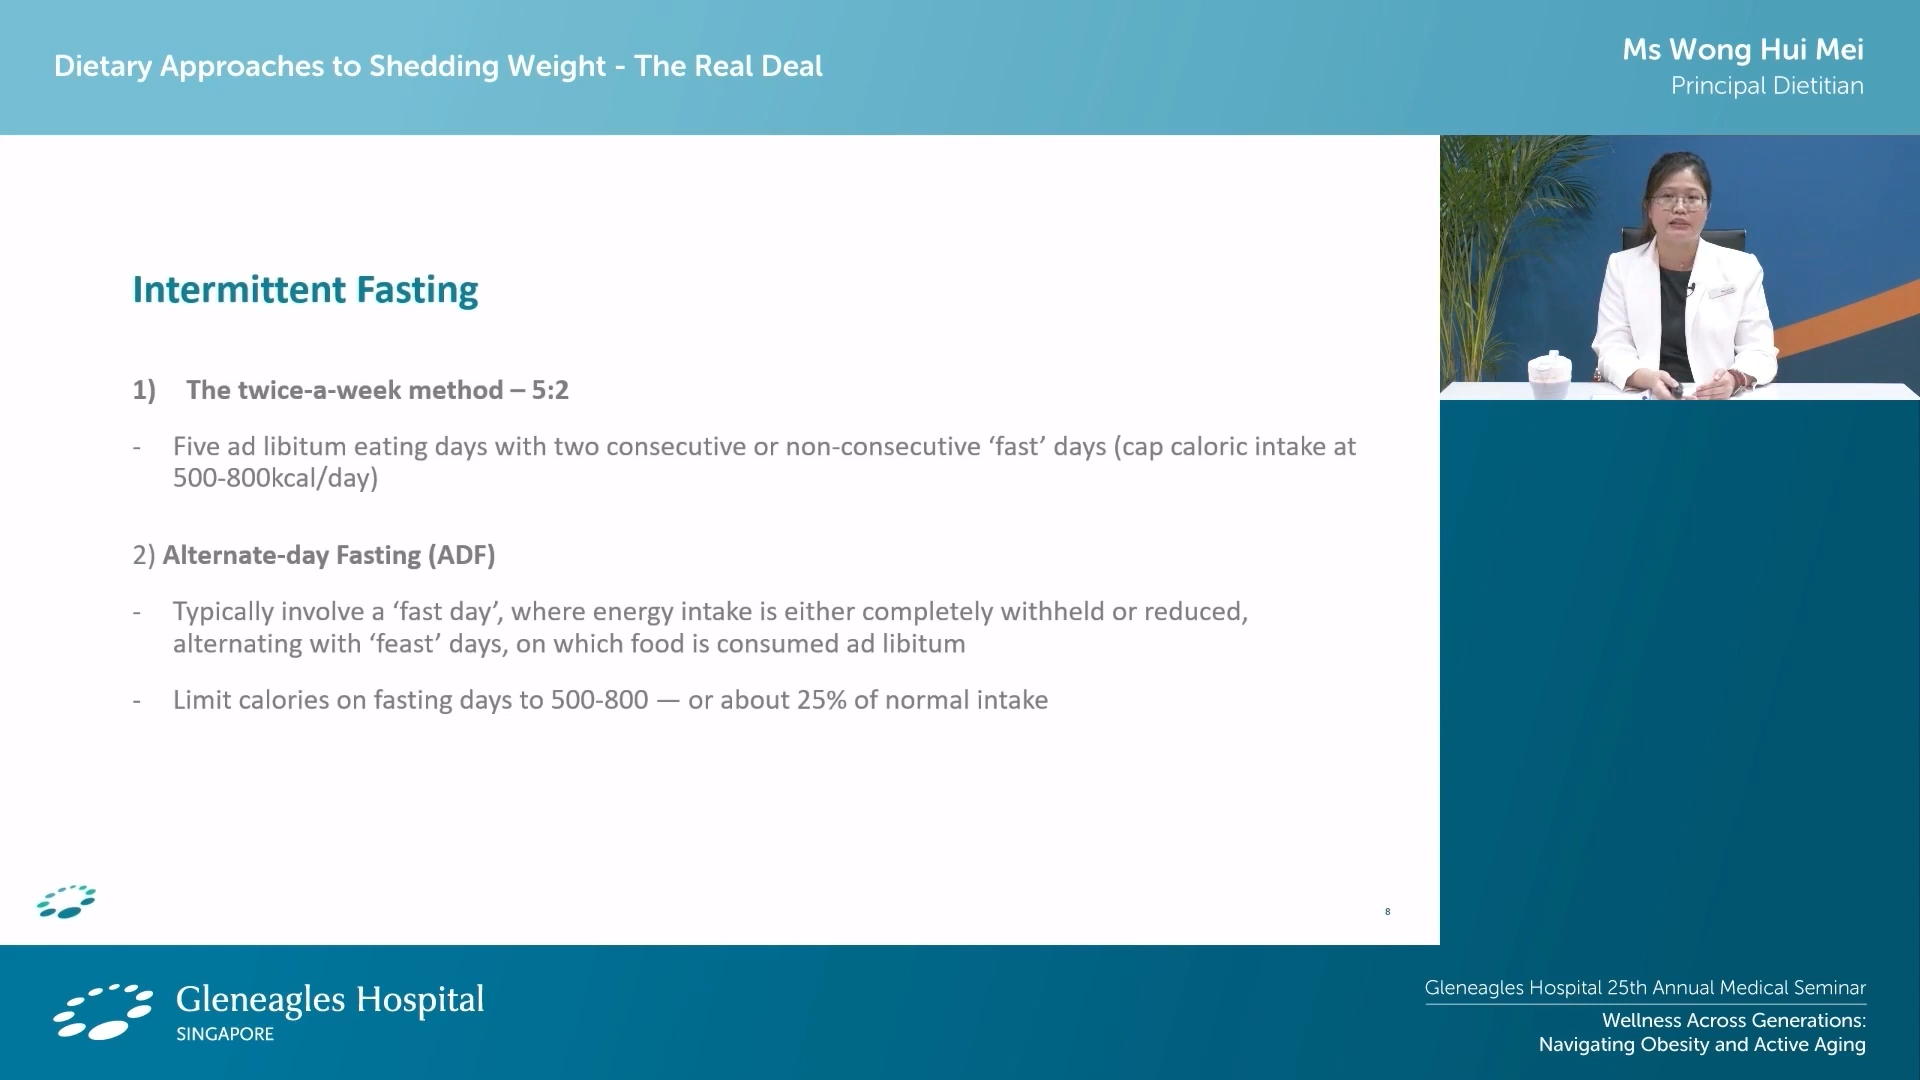 Dietary Approaches to Shedding Weight - The Real Deal
Ms Wong Hui Mei
Principal Dietitian
Intermittent Fasting
1) The twice-a-week method – 5:2
- Five ad libitum eating days with two consecutive or non-consecutive ‘fast’ days (cap caloric intake at
500-800kcal/day)
2) Alternate-day Fasting (ADF)
- Typically involve a ‘fast day’, where energy intake is either completely withheld or reduced,
alternating with ‘feast’ days, on which food is consumed ad libitum
- Limit calories on fasting days to 500-800 — or about 25% of normal intake
8
Gleneagles Hospital
SINGAPORE
Gleneagles Hospital 25th Annual Medical Seminar
Wellness Across Generations:
Navigating Obesity and Active Aging